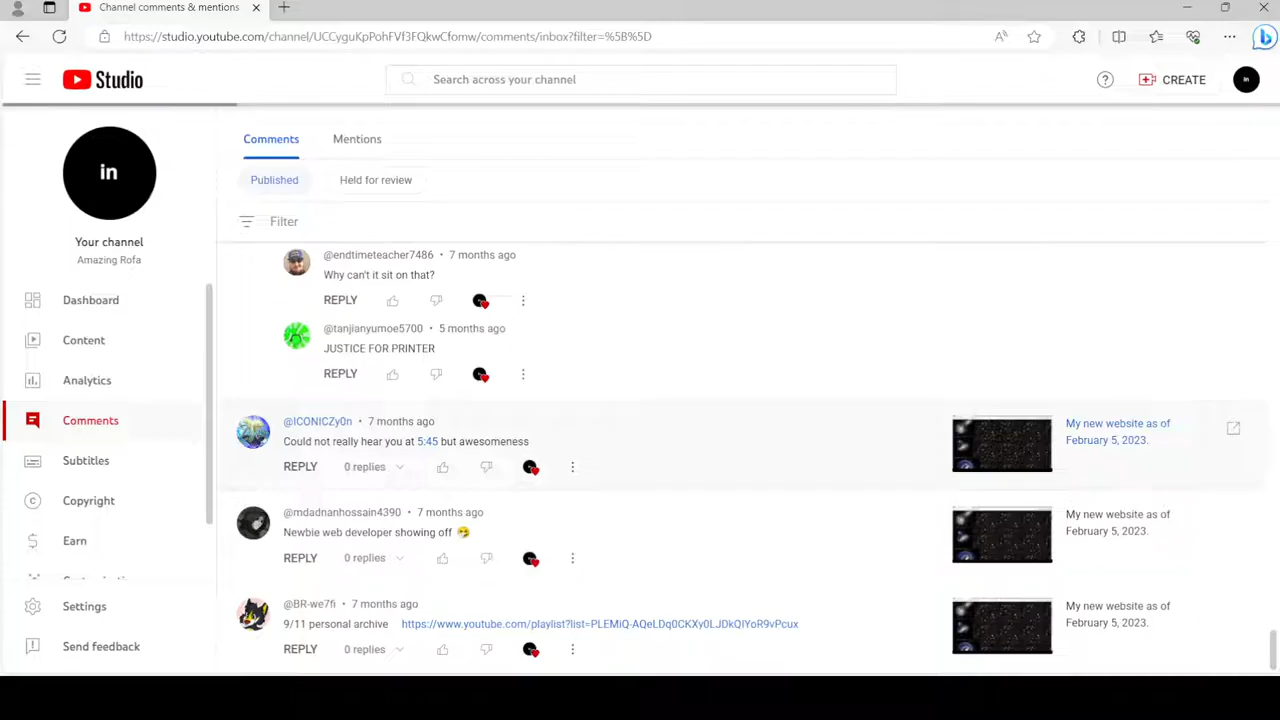 Channel comments & mentions
https://studio.youtube.com/channel/UCCyguKpPohFVf3FQkwCfomw/comments/inbox?filter=%5B%5D
Studio
Search across your channel
CREATE
in
in
Your channel
Amazing Rofa
Dashboard
Content
Analytics
Comments
Subtitles
Copyright
Earn
Settings
Send feedback
Comments Mentions
Published Held for review
Filter
@endtimeteacher7486 • 7 months ago
Why can't it sit on that?
REPLY
@tanjianyumoe5700 • 5 months ago
JUSTICE FOR PRINTER
REPLY
@ICONICZy0n • 7 months ago
Could not really hear you at 5:45 but awesomeness
REPLY 0 replies
My new website as of
February 5, 2023.
@mdadnanhossain4390 • 7 months ago
Newbie web developer showing off 🤣
REPLY 0 replies
My new website as of
February 5, 2023.
@BR-we7fi • 7 months ago
9/11 personal archive https://www.youtube.com/playlist?list=PLEMiQ-AQeLDq0CKXy0LJDkQIYoR9vPcux
REPLY 0 replies
My new website as of
February 5, 2023.